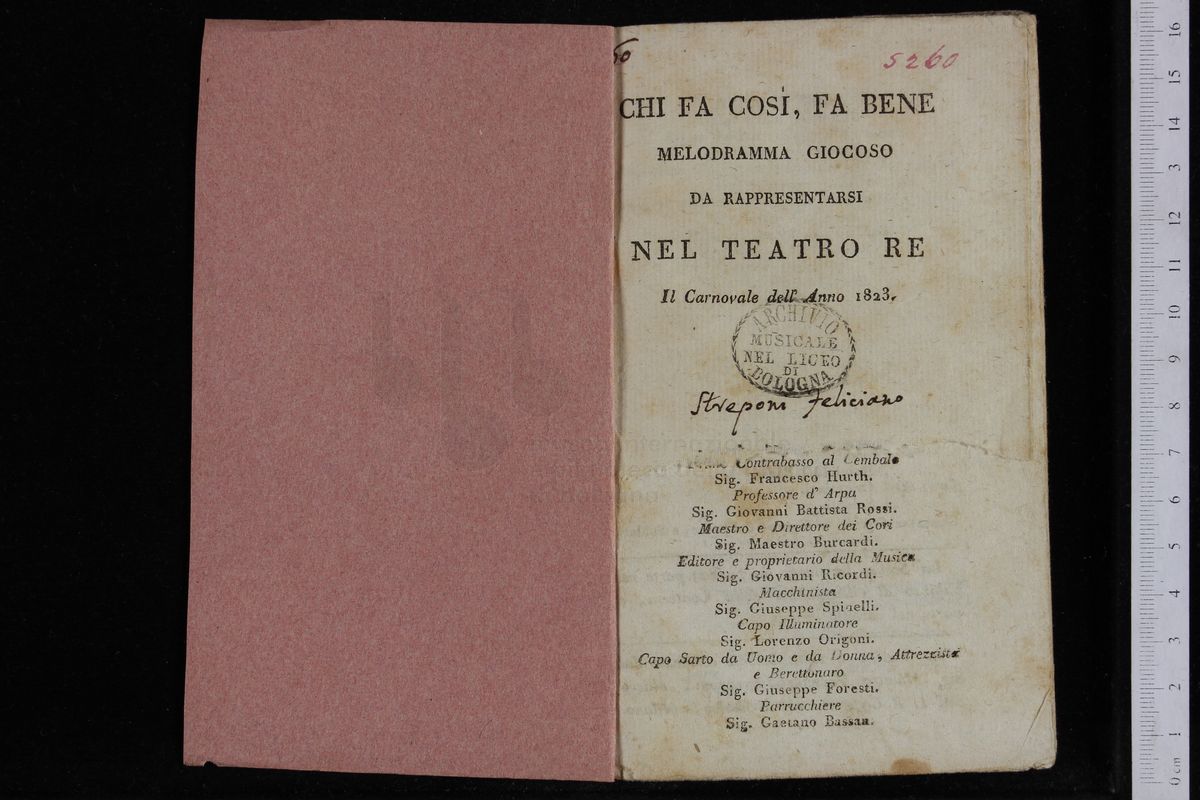 5260
CHI FA COSÌ, FA BENE
MELODRAMMA GIOCOSO
DA RAPPRESENTARSI
NEL TEATRO RE
Il Carnovale dell' Anno 1823.
ARCHIVIO
MUSICALE
NEL LICEO
DI
BOLOGNA
Streponi Feliciano
Contrabasso al Cembalo
Sig. Francesco Hurth.
Professore d' Arpa
Sig. Giovanni Battista Rossi.
Maestro e Direttore dei Cori
Sig. Maestro Burcardi.
Editore e proprietario della Musica
Sig. Giovanni Ricordi.
Macchinista
Sig. Giuseppe Spinelli.
Capo Illuminatore
Sig. Lorenzo Origoni.
Capo Sarto da Uomo e da Donna, Attrezzista
e Berettonaro
Sig. Giuseppe Foresti.
Parrucchiere
Sig. Gaetano Bassan.
0 cm 1 2 3 4 5 6 7 8 9 10 11 12 13 14 15 16